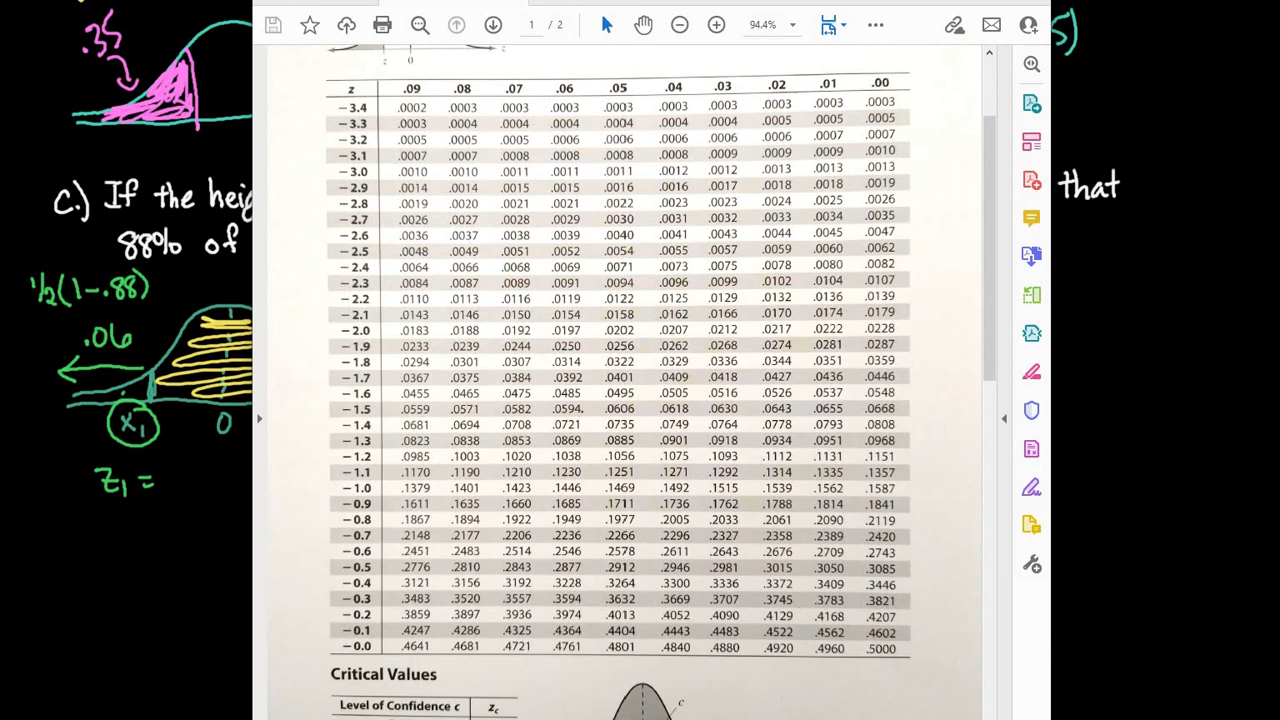 1 / 2
94.4%
.35
s)
z 0 z
z .09 .08 .07 .06 .05 .04 .03 .02 .01 .00
−3.4 .0002 .0003 .0003 .0003 .0003 .0003 .0003 .0003 .0003 .0003
−3.3 .0003 .0004 .0004 .0004 .0004 .0004 .0004 .0005 .0005 .0005
−3.2 .0005 .0005 .0005 .0006 .0006 .0006 .0006 .0006 .0007 .0007
−3.1 .0007 .0007 .0008 .0008 .0008 .0008 .0009 .0009 .0009 .0010
−3.0 .0010 .0010 .0011 .0011 .0011 .0012 .0012 .0013 .0013 .0013
−2.9 .0014 .0014 .0015 .0015 .0016 .0016 .0017 .0018 .0018 .0019
−2.8 .0019 .0020 .0021 .0021 .0022 .0023 .0023 .0024 .0025 .0026
−2.7 .0026 .0027 .0028 .0029 .0030 .0031 .0032 .0033 .0034 .0035
−2.6 .0036 .0037 .0038 .0039 .0040 .0041 .0043 .0044 .0045 .0047
−2.5 .0048 .0049 .0051 .0052 .0054 .0055 .0057 .0059 .0060 .0062
−2.4 .0064 .0066 .0068 .0069 .0071 .0073 .0075 .0078 .0080 .0082
−2.3 .0084 .0087 .0089 .0091 .0094 .0096 .0099 .0102 .0104 .0107
−2.2 .0110 .0113 .0116 .0119 .0122 .0125 .0129 .0132 .0136 .0139
−2.1 .0143 .0146 .0150 .0154 .0158 .0162 .0166 .0170 .0174 .0179
−2.0 .0183 .0188 .0192 .0197 .0202 .0207 .0212 .0217 .0222 .0228
−1.9 .0233 .0239 .0244 .0250 .0256 .0262 .0268 .0274 .0281 .0287
−1.8 .0294 .0301 .0307 .0314 .0322 .0329 .0336 .0344 .0351 .0359
−1.7 .0367 .0375 .0384 .0392 .0401 .0409 .0418 .0427 .0436 .0446
−1.6 .0455 .0465 .0475 .0485 .0495 .0505 .0516 .0526 .0537 .0548
−1.5 .0559 .0571 .0582 .0594 .0606 .0618 .0630 .0643 .0655 .0668
−1.4 .0681 .0694 .0708 .0721 .0735 .0749 .0764 .0778 .0793 .0808
−1.3 .0823 .0838 .0853 .0869 .0885 .0901 .0918 .0934 .0951 .0968
−1.2 .0985 .1003 .1020 .1038 .1056 .1075 .1093 .1112 .1131 .1151
−1.1 .1170 .1190 .1210 .1230 .1251 .1271 .1292 .1314 .1335 .1357
−1.0 .1379 .1401 .1423 .1446 .1469 .1492 .1515 .1539 .1562 .1587
−0.9 .1611 .1635 .1660 .1685 .1711 .1736 .1762 .1788 .1814 .1841
−0.8 .1867 .1894 .1922 .1949 .1977 .2005 .2033 .2061 .2090 .2119
−0.7 .2148 .2177 .2206 .2236 .2266 .2296 .2327 .2358 .2389 .2420
−0.6 .2451 .2483 .2514 .2546 .2578 .2611 .2643 .2676 .2709 .2743
−0.5 .2776 .2810 .2843 .2877 .2912 .2946 .2981 .3015 .3050 .3085
−0.4 .3121 .3156 .3192 .3228 .3264 .3300 .3336 .3372 .3409 .3446
−0.3 .3483 .3520 .3557 .3594 .3632 .3669 .3707 .3745 .3783 .3821
−0.2 .3859 .3897 .3936 .3974 .4013 .4052 .4090 .4129 .4168 .4207
−0.1 .4247 .4286 .4325 .4364 .4404 .4443 .4483 .4522 .4562 .4602
−0.0 .4641 .4681 .4721 .4761 .4801 .4840 .4880 .4920 .4960 .5000
Critical Values
Level of Confidence c zc
c
c.) If the heig
that
88% of
1/2(1-.88)
.06
x1 0
z1 =